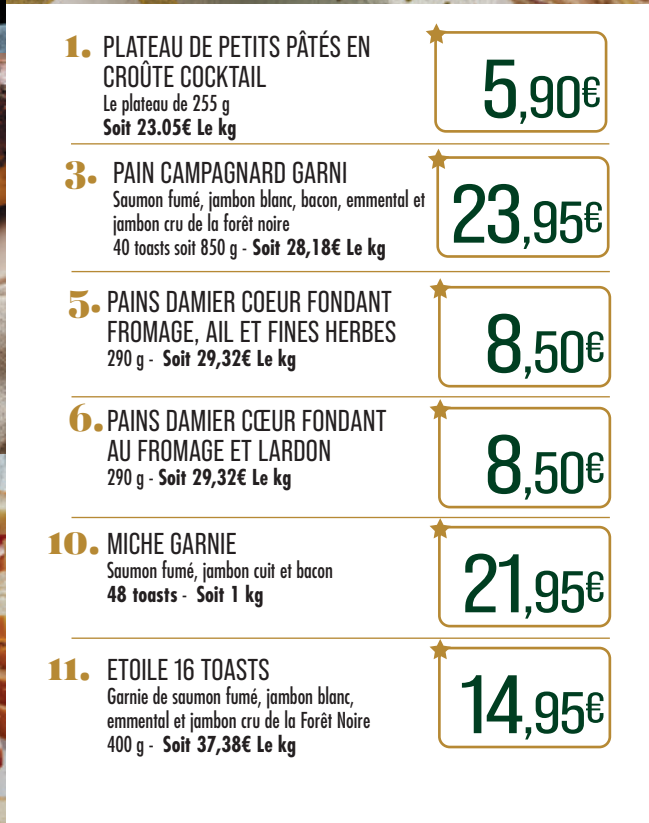 1. PLATEAU DE PETITS PÂTÉS EN
CROÛTE COCKTAIL
Le plateau de 255 g
Soit 23.05€ Le kg
5,90€
3. PAIN CAMPAGNARD GARNI
Saumon fumé, jambon blanc, bacon, emmental et
jambon cru de la forêt noire
40 toasts soit 850 g - Soit 28,18€ Le kg
23,95€
5. PAINS DAMIER COEUR FONDANT
FROMAGE, AIL ET FINES HERBES
290 g - Soit 29,32€ Le kg
8,50€
6. PAINS DAMIER CŒUR FONDANT
AU FROMAGE ET LARDON
290 g - Soit 29,32€ Le kg
8,50€
10. MICHE GARNIE
Saumon fumé, jambon cuit et bacon
48 toasts - Soit 1 kg
21,95€
11. ETOILE 16 TOASTS
Garnie de saumon fumé, jambon blanc,
emmental et jambon cru de la Forêt Noire
400 g - Soit 37,38€ Le kg
14,95€